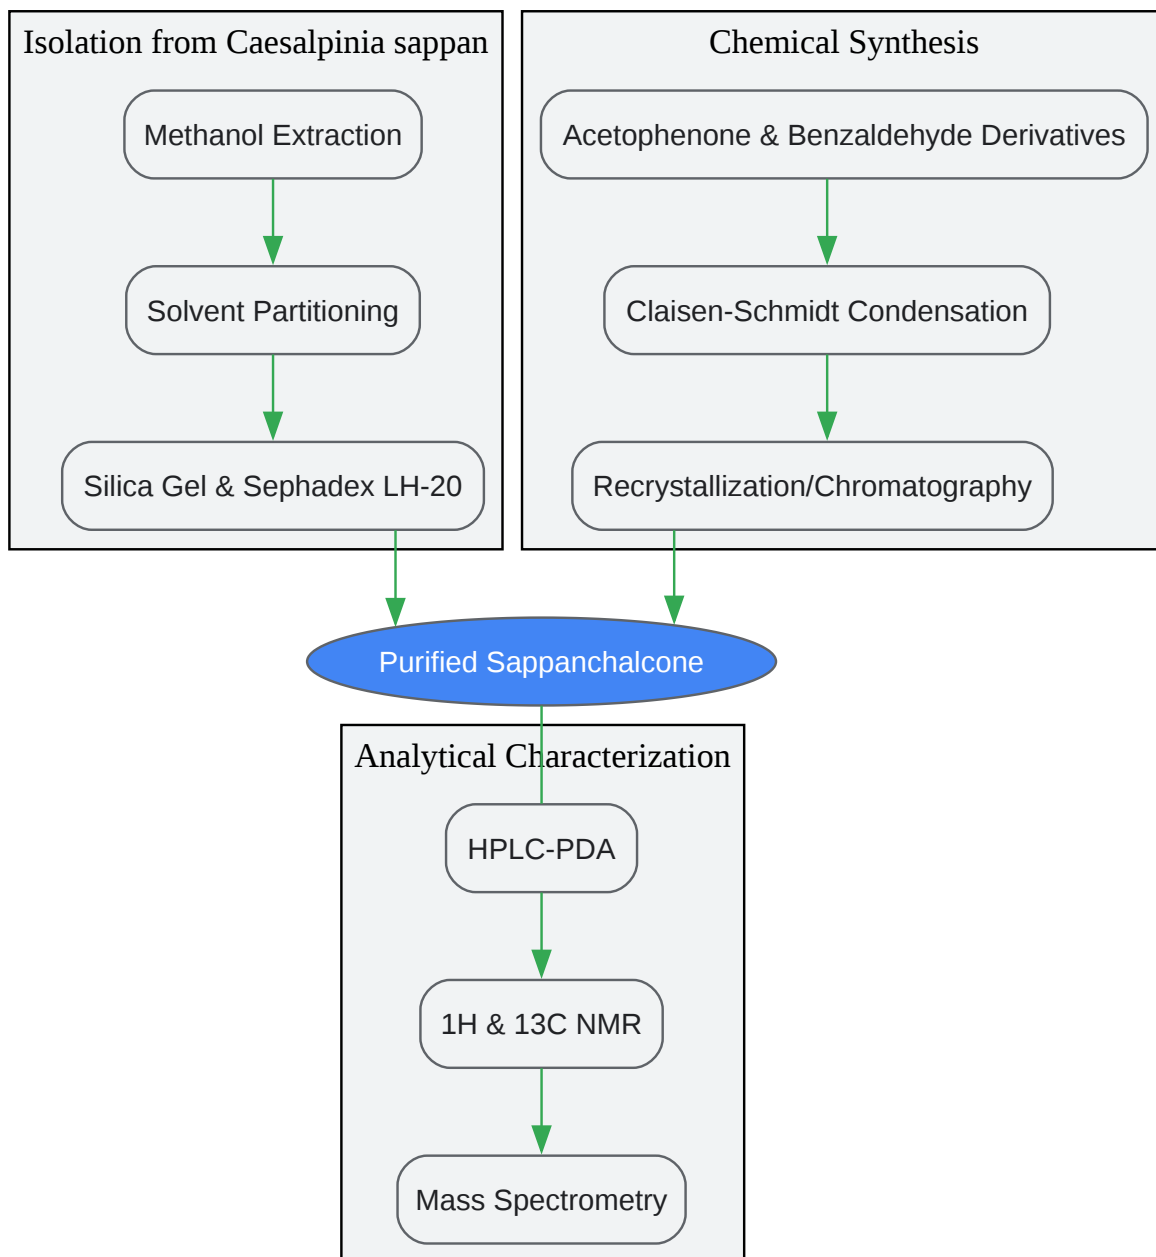 Isolation from Caesalpinia sappan
Methanol Extraction
Solvent Partitioning
Silica Gel & Sephadex LH-20
Chemical Synthesis
Acetophenone & Benzaldehyde Derivatives
Claisen-Schmidt Condensation
Recrystallization/Chromatography
Purified Sappanchalcone
Analytical Characterization
HPLC-PDA
1H & 13C NMR
Mass Spectrometry